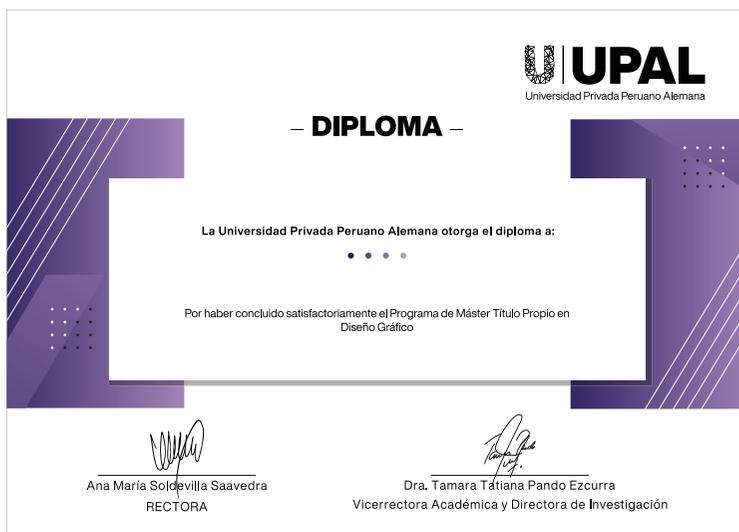 UPAL
Universidad Privada Peruano Alemana
– DIPLOMA –
La Universidad Privada Peruano Alemana otorga el diploma a:
Por haber concluido satisfactoriamente el Programa de Máster Título Propio en
Diseño Gráfico
Ana María Soldevilla Saavedra
RECTORA
Dra. Tamara Tatiana Pando Ezcurra
Vicerrectora Académica y Directora de Investigación